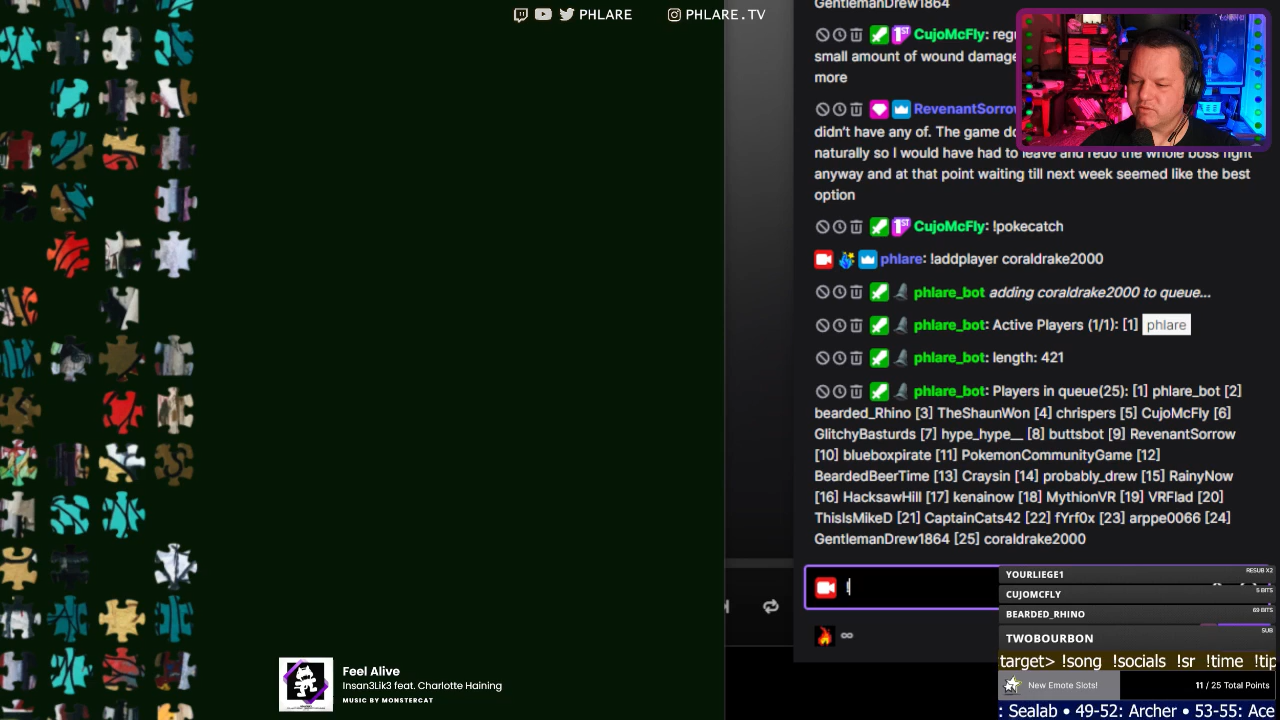 PHLARE
PHLARE.TV
GentlemanDrew1864
CujoMcFly:
small amount of wound damage
more
RevenantSorrow
didn't have any of. The game
naturally so I would have had to leave and redo the whole boss fight
anyway and at that point waiting till next week seemed like the best
option
CujoMcFly: !pokecatch
phlare: !addplayer coraldrake2000
phlare_bot adding coraldrake2000 to queue...
phlare_bot: Active Players (1/1): [1] phlare
phlare_bot: length: 421
phlare_bot: Players in queue(25): [1] phlare_bot [2]
bearded_Rhino [3] TheShaunWon [4] chrispers [5] CujoMcFly [6]
GlitchyBasturds [7] hype_hype__ [8] buttsbot [9] RevenantSorrow
[10] blueboxpirate [11] PokemonCommunityGame [12]
BeardedBeerTime [13] Craysin [14] probably_drew [15] RainyNow
[16] HacksawHill [17] kenainow [18] MythionVR [19] VRFlad [20]
ThisIsMikeD [21] CaptainCats42 [22] fYrf0x [23] arppe0066 [24]
GentlemanDrew1864 [25] coraldrake2000
YOURLIEGE1 RESUB X2
CUJOMCFLY 5 BITS
BEARDED_RHINO 69 BITS
TWOBOURBON SUB
target> !song !socials !sr !time !tip
New Emote Slots! 11 / 25 Total Points
: Sealab • 49-52: Archer • 53-55: Ace
Feel Alive
Insan3Lik3 feat. Charlotte Haining
MUSIC BY MONSTERCAT